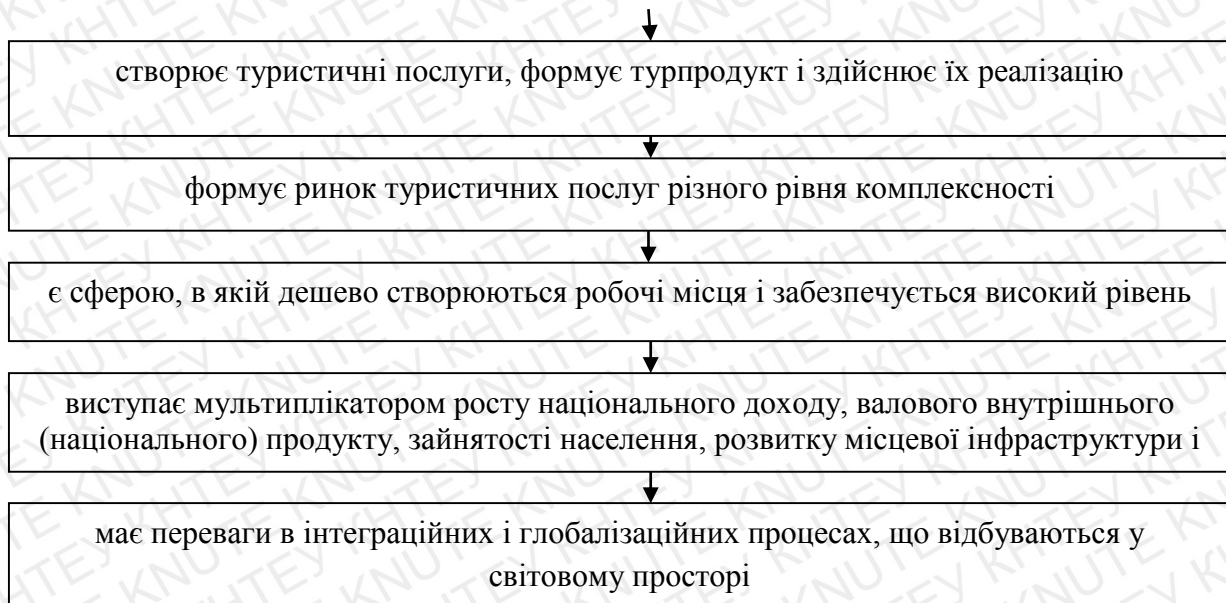 створює туристичні послуги, формує турпродукт і здійснює їх реалізацію
формує ринок туристичних послуг різного рівня комплексності
є сферою, в якій дешево створюються робочі місця і забезпечується високий рівень
виступає мультиплікатором росту національного доходу, валового внутрішнього
(національного) продукту, зайнятості населення, розвитку місцевої інфраструктури і
має переваги в інтеграційних і глобалізаційних процесах, що відбуваються у
світовому просторі